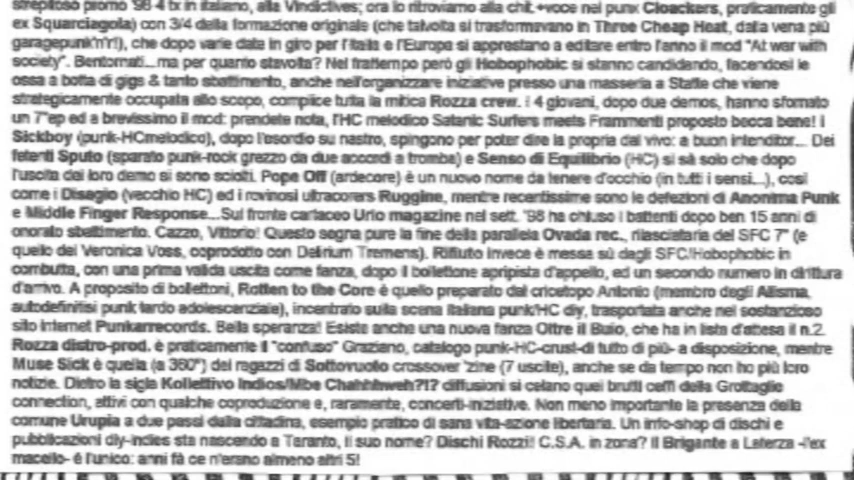 strepitoso promo '98 4 tx in italiano, alla Vindictives; ora lo ritroviamo alla chit.+voce nei punx Cloackers, praticamente gli
ex Squarciagola) con 3/4 della formazione originale (che talvolta si trasformavano in Three Cheap Heat, dalla vena più
garagepunk'n'r!), che dopo varie date in giro per l'Italia e l'Europa si apprestano a editare entro l'anno il mcd "At war with
society". Bentornati...ma per quanto stavolta? Nel frattempo però gli Hobophobic si stanno candidando, facendosi le
ossa a botta di gigs & tanto sbattimento, anche nell'organizzare iniziative presso una masseria a Statte che viene
strategicamente occupata allo scopo, complice tutta la mitica Rozza crew. i 4 giovani, dopo due demos, hanno sfornato
un 7"ep ed a brevissimo il mcd: prendete nota, l'HC melodico Satanic Surfers meets Frammenti proposto becca bene! i
Sickboy (punk-HCmelodico), dopo l'esordio su nastro, spingono per poter dire la propria dal vivo: a buon intenditor... Dei
fetenti Sputo (sparato punk-rock grezzo da due accordi a tromba) e Senso di Equilibrio (HC) si sà solo che dopo
l'uscita dei loro demo si sono sciolti. Pope Off (ardecore) è un nuovo nome da tenere d'occhio (in tutti i sensi...), così
come i Disagio (vecchio HC) ed i rovinosi ultracorers Ruggine, mentre recentissime sono le defezioni di Anonima Punk
e Middle Finger Response...Sul fronte cartaceo Urlo magazine nel sett. '98 ha chiuso i battenti dopo ben 15 anni di
onorato sbattimento. Cazzo, Vittorio! Questo segna pure la fine della parallela Ovada rec., rilasciataria del SFC 7" (e
quello dei Veronica Voss, coprodotto con Delirium Tremens). Rifiuto invece è messa sù dagli SFC/Hobophobic in
combutta, con una prima valida uscita come fanza, dopo il bollettone apripista d'appello, ed un secondo numero in dirittura
d'arrivo. A proposito di bollettoni, Rotten to the Core è quello preparato dal cricetopo Antonio (membro degli Alisma,
autodefinitisi punk tardo adolescenziale), incentrato sulla scena italiana punk/HC diy, trasportata anche nel sostanzioso
sito Internet Punkarrecords. Bella speranza! Esiste anche una nuova fanza Oltre il Buio, che ha in lista d'attesa il n.2.
Rozza distro-prod. è praticamente il "confuso" Graziano, catalogo punk-HC-crust-di tutto di più- a disposizione, mentre
Muse Sick è quella (a 360°) dei ragazzi di Sottovuoto crossover 'zine (7 uscite), anche se da tempo non ho più loro
notizie. Dietro la sigla Kollettivo Indios/Mbe Chahhhweh?!? diffusioni si celano quei brutti ceffi della Grottaglie
connection, attivi con qualche coproduzione e, raramente, concerti-iniziative. Non meno importante la presenza della
comune Urupia a due passi dalla cittadina, esempio pratico di sana vita-azione libertaria. Un info-shop di dischi e
pubblicazioni diy-indies sta nascendo a Taranto, il suo nome? Dischi Rozzi! C.S.A. in zona? Il Brigante a Laterza -l'ex
macello- è l'unico: anni fà ce n'erano almeno altri 5!